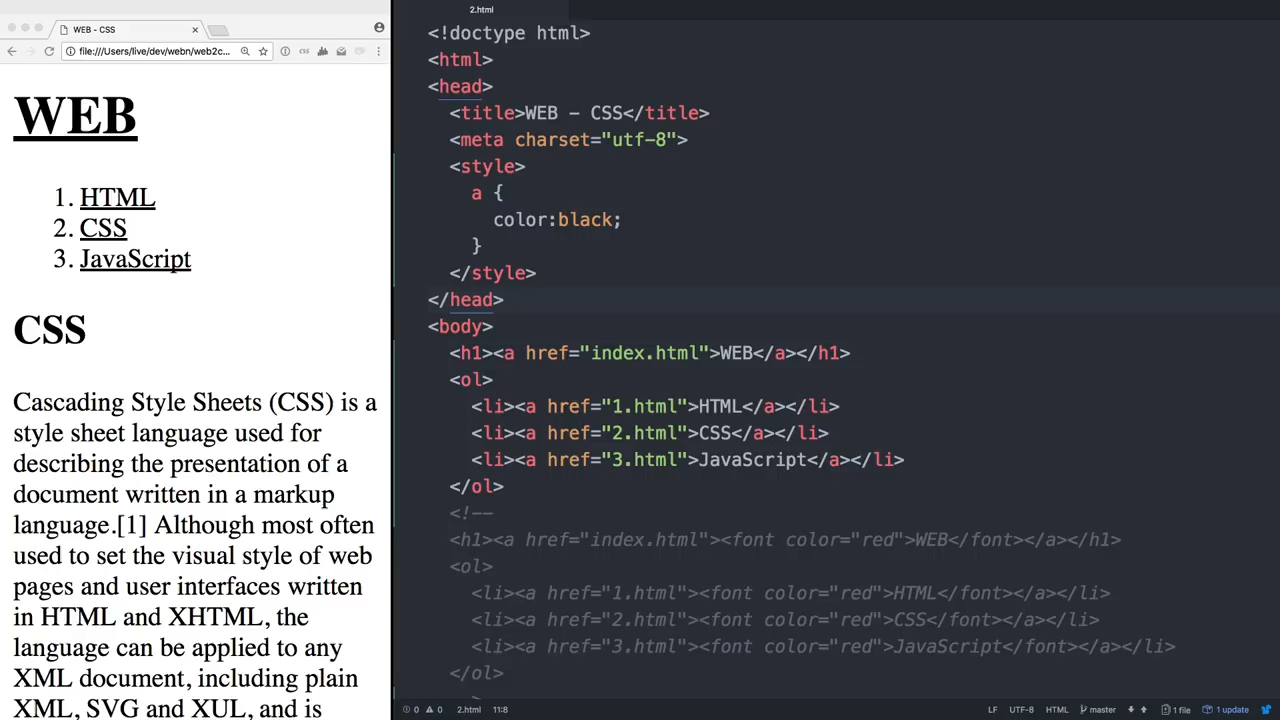 WEB - CSS
file:///Users/live/dev/webn/web2c...
WEB
1. HTML
2. CSS
3. JavaScript
CSS
Cascading Style Sheets (CSS) is a
style sheet language used for
describing the presentation of a
document written in a markup
language.[1] Although most often
used to set the visual style of web
pages and user interfaces written
in HTML and XHTML, the
language can be applied to any
XML document, including plain
XML, SVG and XUL, and is
2.html
<!doctype html>
<html>
<head>
  <title>WEB - CSS</title>
  <meta charset="utf-8">
  <style>
    a {
      color:black;
    }
  </style>
</head>
<body>
  <h1><a href="index.html">WEB</a></h1>
  <ol>
    <li><a href="1.html">HTML</a></li>
    <li><a href="2.html">CSS</a></li>
    <li><a href="3.html">JavaScript</a></li>
  </ol>
  <!--
  <h1><a href="index.html"><font color="red">WEB</font></a></h1>
  <ol>
    <li><a href="1.html"><font color="red">HTML</font></a></li>
    <li><a href="2.html"><font color="red">CSS</font></a></li>
    <li><a href="3.html"><font color="red">JavaScript</font></a></li>
  </ol>
0 0 2.html 11:8 LF UTF-8 HTML master 1 file 1 update